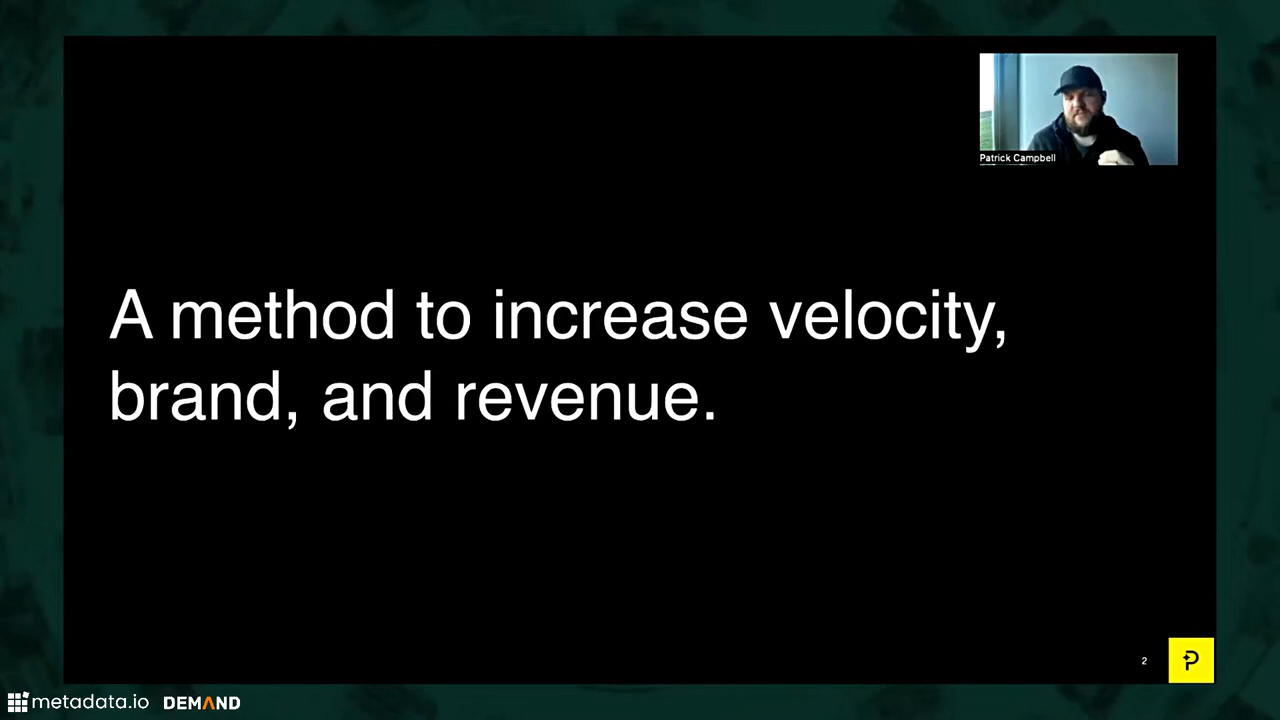 Patrick Campbell
A method to increase velocity,
brand, and revenue.
2
P
metadata.io DEMAND